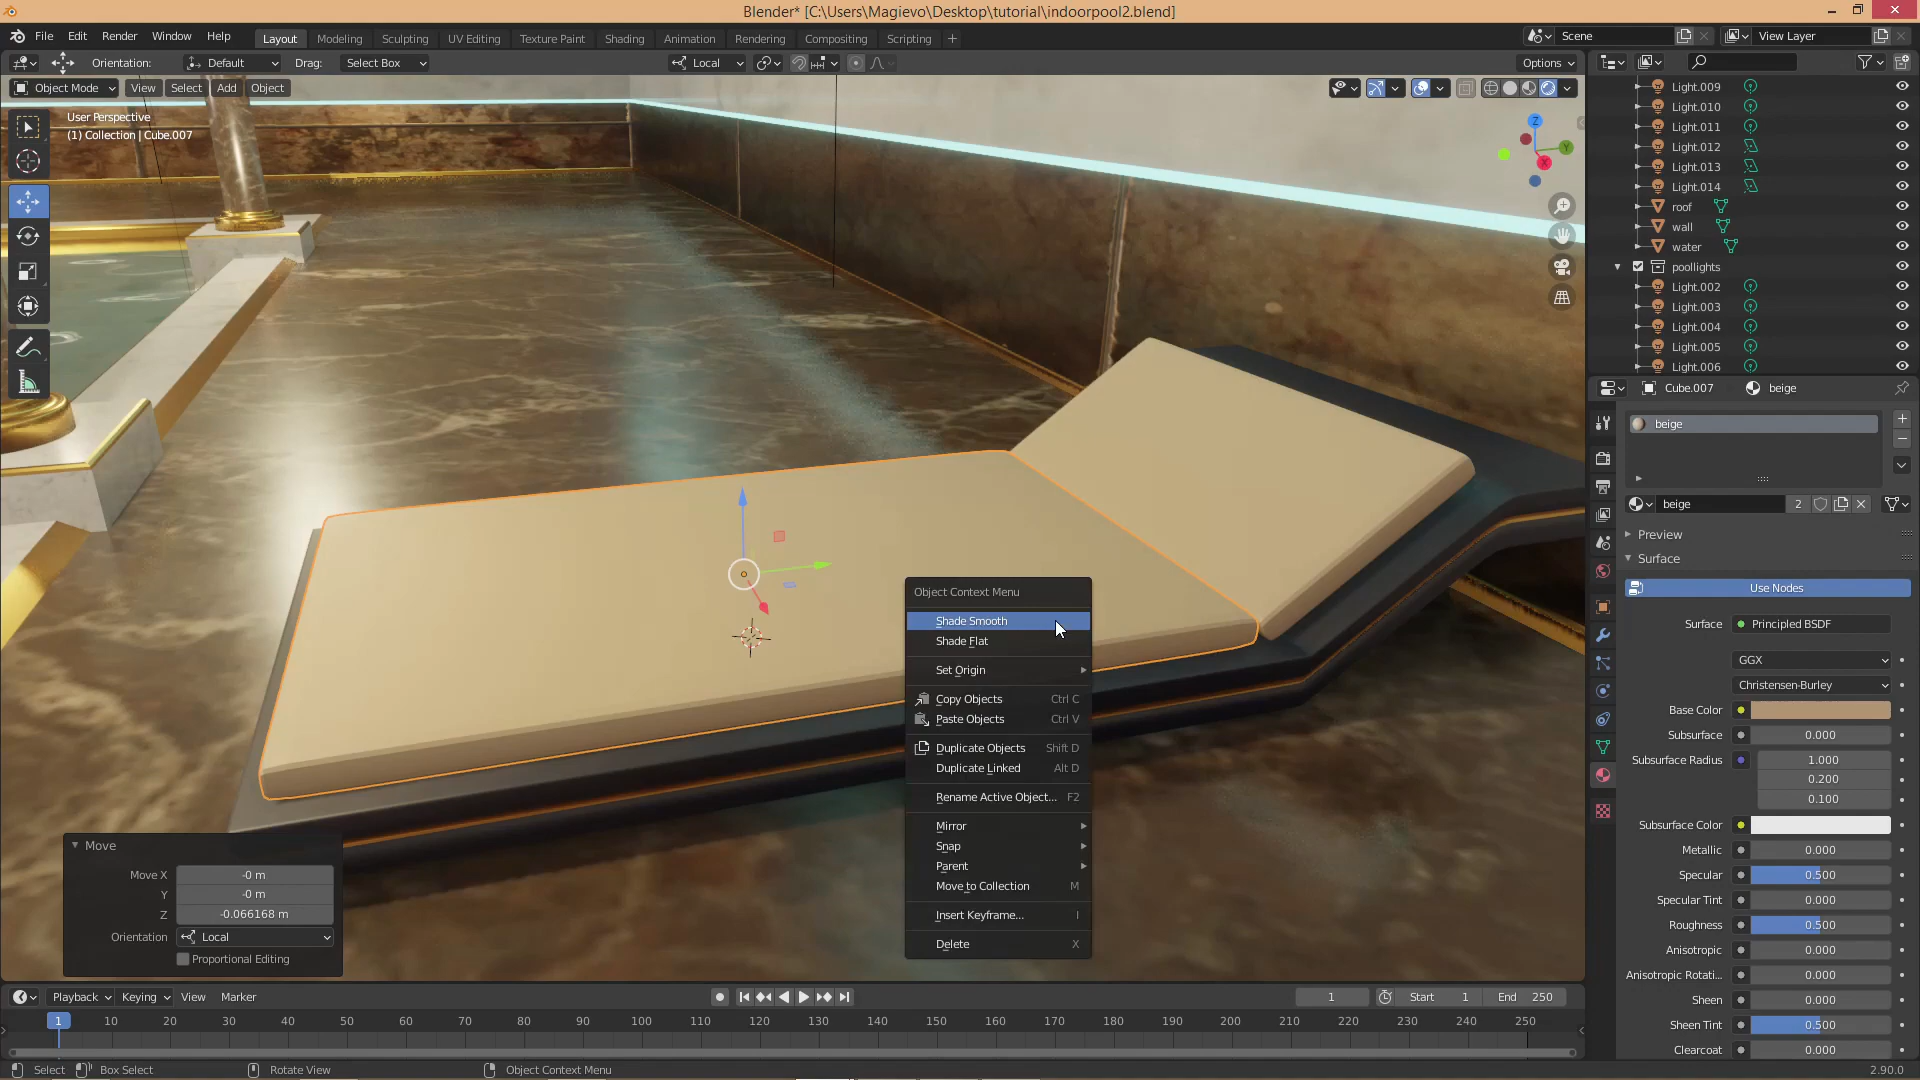 Blender* [C:\Users\Magievo\Desktop\tutorial\indoorpool2.blend]
File Edit Render Window Help Layout Modeling Sculpting UV Editing Texture Paint Shading Animation Rendering Compositing Scripting + Scene View Layer
Orientation: Default Drag: Select Box Local Options
Object Mode View Select Add Object
User Perspective
(1) Collection | Cube.007
Z
Y
X
Light.009
Light.010
Light.011
Light.012
Light.013
Light.014
roof
wall
water
poollights
Light.002
Light.003
Light.004
Light.005
Light.006
Cube.007 beige
beige
beige 2
Preview
Surface
Use Nodes
Surface Principled BSDF
GGX
Christensen-Burley
Base Color
Subsurface 0.000
Subsurface Radius 1.000
0.200
0.100
Subsurface Color
Metallic 0.000
Specular 0.500
Specular Tint 0.000
Roughness 0.500
Anisotropic 0.000
Anisotropic Rotati... 0.000
Sheen 0.000
Sheen Tint 0.500
Clearcoat 0.000
Object Context Menu
Shade Smooth
Shade Flat
Set Origin
Copy Objects Ctrl C
Paste Objects Ctrl V
Duplicate Objects Shift D
Duplicate Linked Alt D
Rename Active Object... F2
Mirror
Snap
Parent
Move to Collection M
Insert Keyframe... I
Delete X
Move
Move X -0 m
Y -0 m
Z -0.066168 m
Orientation Local
Proportional Editing
Playback Keying View Marker 1 Start 1 End 250
1 10 20 30 40 50 60 70 80 90 100 110 120 130 140 150 160 170 180 190 200 210 220 230 240 250
Select Box Select Rotate View Object Context Menu 2.90.0